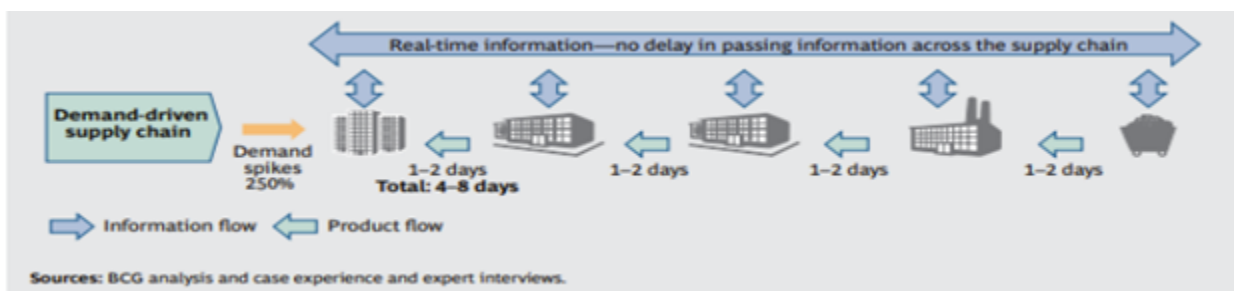 Real-time information—no delay in passing information across the supply chain
Demand-driven
supply chain
Demand
spikes
250%
1–2 days
Total: 4–8 days
1–2 days
1–2 days
1–2 days
Information flow
Product flow
Sources: BCG analysis and case experience and expert interviews.